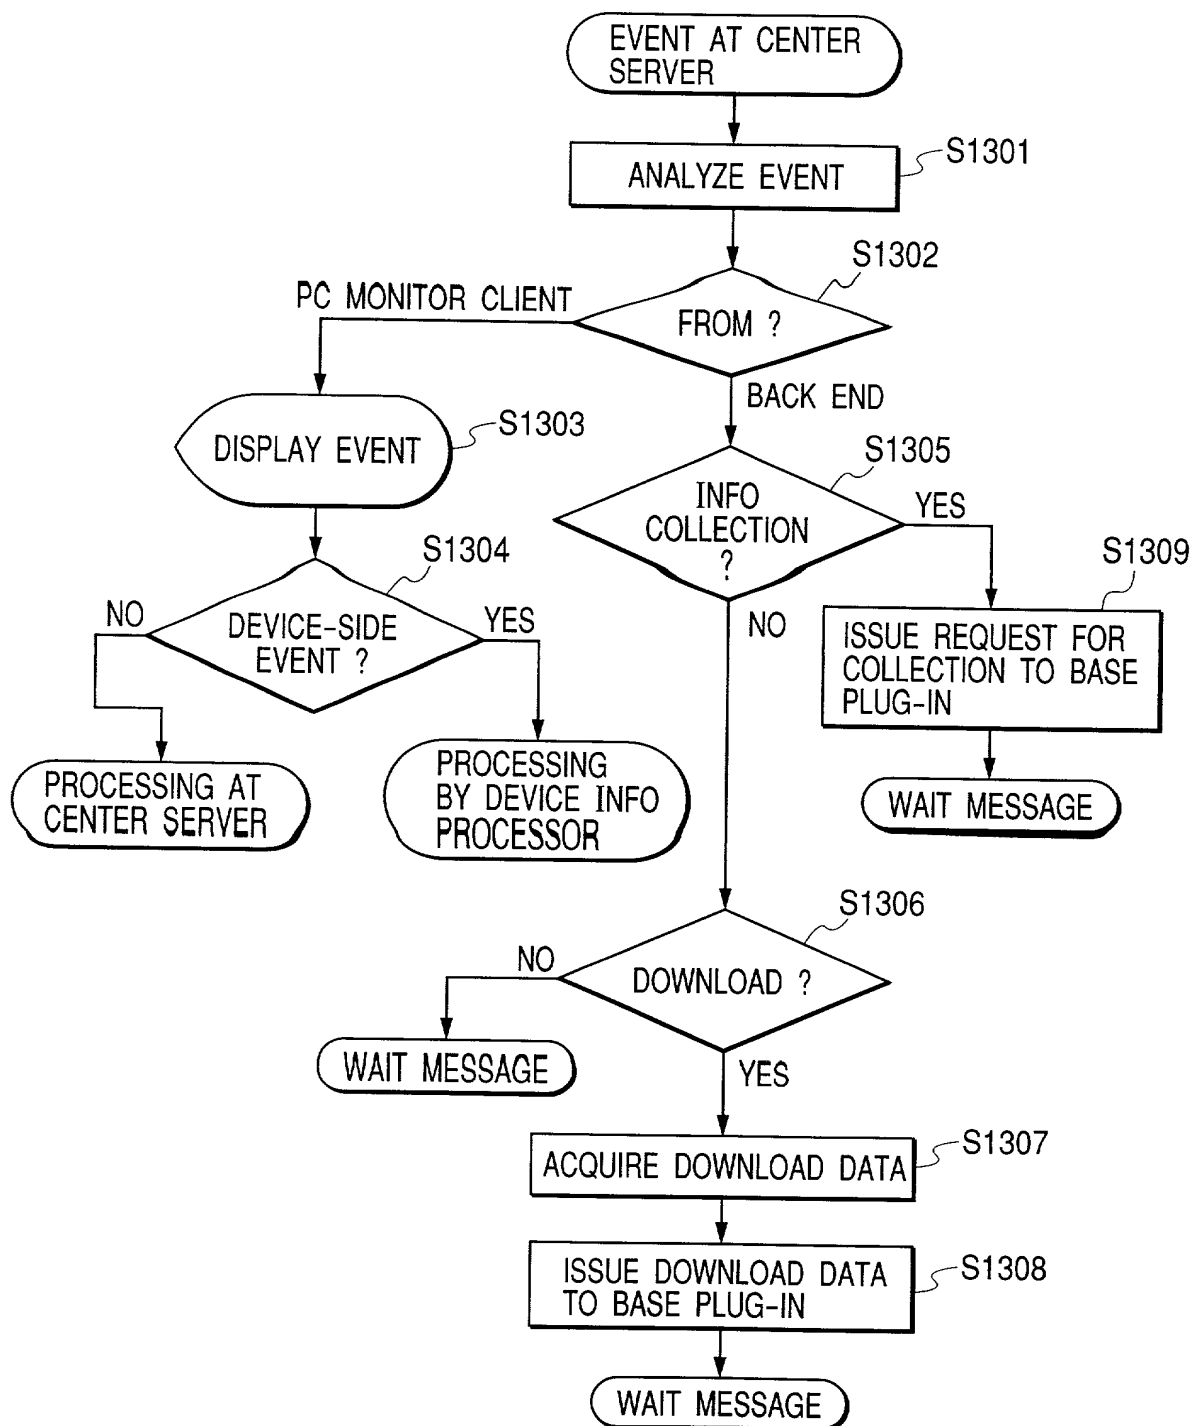 EVENT AT CENTER
SERVER
ANALYZE EVENT
S1301
S1302
PC MONITOR CLIENT
FROM ?
BACK END
DISPLAY EVENT
S1303
S1305
INFO
COLLECTION
?
YES
NO
S1304
DEVICE-SIDE
EVENT ?
NO
YES
S1309
ISSUE REQUEST FOR
COLLECTION TO BASE
PLUG-IN
WAIT MESSAGE
PROCESSING AT
CENTER SERVER
PROCESSING
BY DEVICE INFO
PROCESSOR
S1306
DOWNLOAD ?
NO
WAIT MESSAGE
YES
ACQUIRE DOWNLOAD DATA
S1307
ISSUE DOWNLOAD DATA
TO BASE PLUG-IN
S1308
WAIT MESSAGE